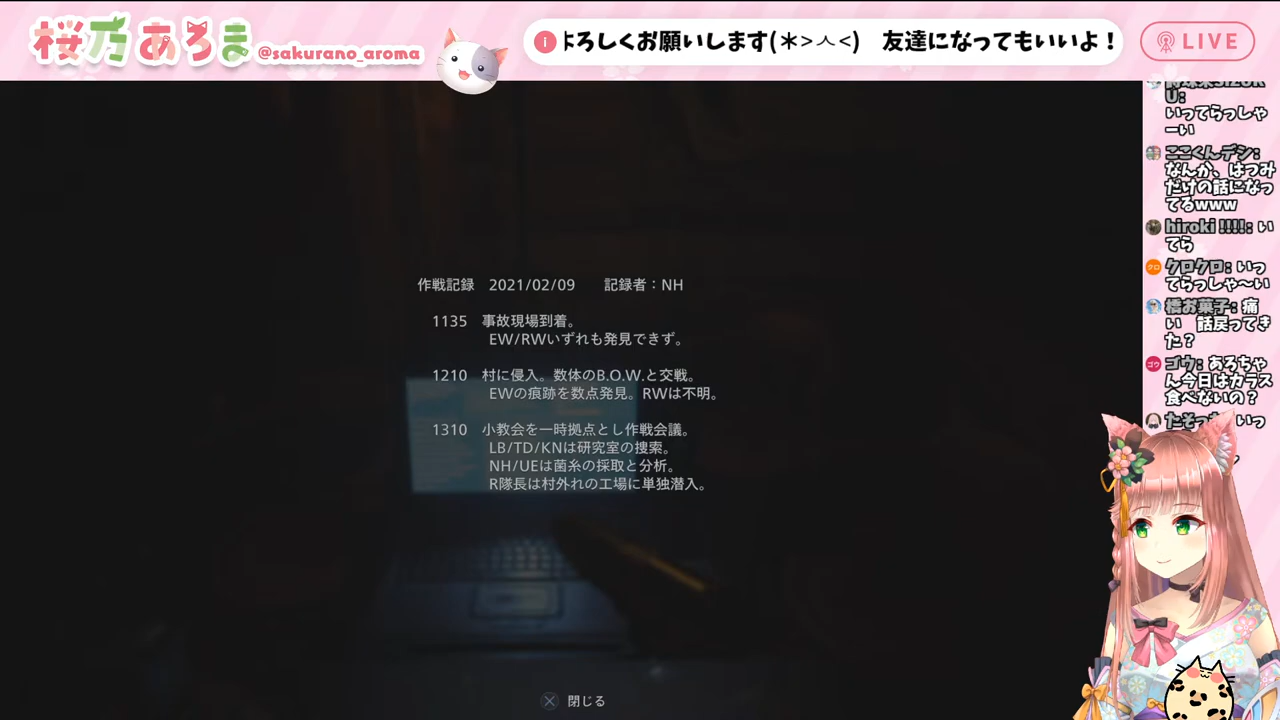 桜乃あろま
@sakurano_aroma
よろしくお願いします(＊>ㅅ<)　友達になってもいいよ！
LIVE
作戦記録　2021/02/09　　記録者：NH
1135　事故現場到着。
EW/RWいずれも発見できず。
1210　村に侵入。数体のB.O.W.と交戦。
EWの痕跡を数点発見。RWは不明。
1310　小教会を一時拠点とし作戦会議。
LB/TD/KNは研究室の捜索。
NH/UEは菌糸の採取と分析。
R隊長は村外れの工場に単独潜入。
閉じる
U:
いってらっしゃ
ーい
ここくんデシ:
なんか、はつみ
だけの話になっ
てるwww
hiroki !!!!: い
てら
クロクロ: いっ
てらっしゃ〜い
橘お菓子: 痛
い　話戻ってき
た？
ゴウ: あろちゃ
ん今日はカラス
食べないの？
いっ